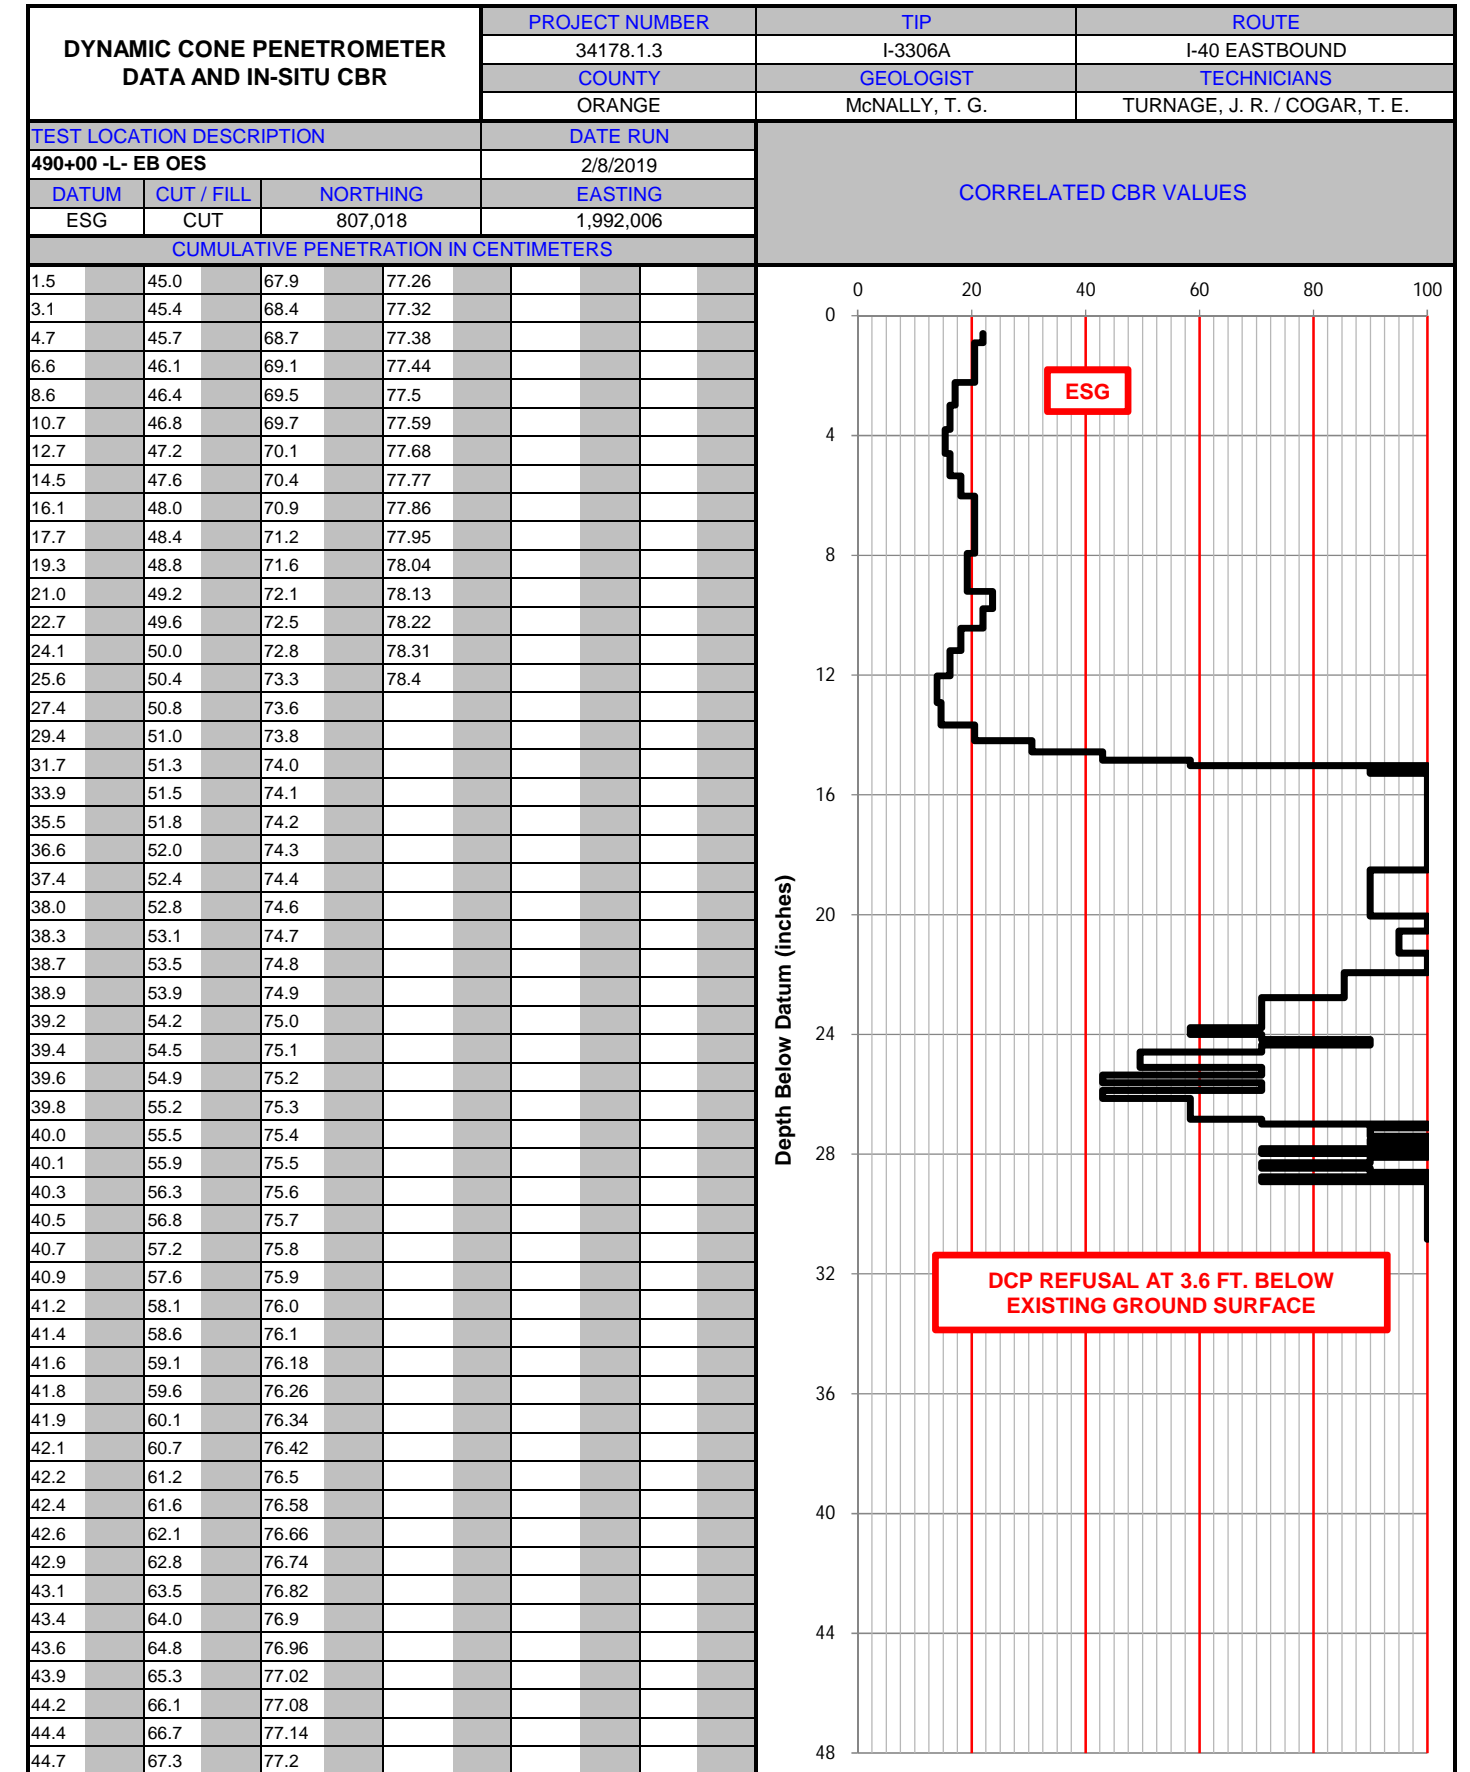 DYNAMIC CONE PENETROMETER
DATA AND IN-SITU CBR
PROJECT NUMBER TIP ROUTE
34178.1.3 I-3306A I-40 EASTBOUND
COUNTY GEOLOGIST TECHNICIANS
ORANGE McNALLY, T. G. TURNAGE, J. R. / COGAR, T. E.
TEST LOCATION DESCRIPTION DATE RUN
490+00 -L- EB OES 2/8/2019
DATUM CUT / FILL NORTHING EASTING
ESG CUT 807,018 1,992,006
CUMULATIVE PENETRATION IN CENTIMETERS
1.5 45.0 67.9 77.26
3.1 45.4 68.4 77.32
4.7 45.7 68.7 77.38
6.6 46.1 69.1 77.44
8.6 46.4 69.5 77.5
10.7 46.8 69.7 77.59
12.7 47.2 70.1 77.68
14.5 47.6 70.4 77.77
16.1 48.0 70.9 77.86
17.7 48.4 71.2 77.95
19.3 48.8 71.6 78.04
21.0 49.2 72.1 78.13
22.7 49.6 72.5 78.22
24.1 50.0 72.8 78.31
25.6 50.4 73.3 78.4
27.4 50.8 73.6
29.4 51.0 73.8
31.7 51.3 74.0
33.9 51.5 74.1
35.5 51.8 74.2
36.6 52.0 74.3
37.4 52.4 74.4
38.0 52.8 74.6
38.3 53.1 74.7
38.7 53.5 74.8
38.9 53.9 74.9
39.2 54.2 75.0
39.4 54.5 75.1
39.6 54.9 75.2
39.8 55.2 75.3
40.0 55.5 75.4
40.1 55.9 75.5
40.3 56.3 75.6
40.5 56.8 75.7
40.7 57.2 75.8
40.9 57.6 75.9
41.2 58.1 76.0
41.4 58.6 76.1
41.6 59.1 76.18
41.8 59.6 76.26
41.9 60.1 76.34
42.1 60.7 76.42
42.2 61.2 76.5
42.4 61.6 76.58
42.6 62.1 76.66
42.9 62.8 76.74
43.1 63.5 76.82
43.4 64.0 76.9
43.6 64.8 76.96
43.9 65.3 77.02
44.2 66.1 77.08
44.4 66.7 77.14
44.7 67.3 77.2
CORRELATED CBR VALUES
0 20 40 60 80 100
0
4
8
12
16
20
24
28
32
36
40
44
48
Depth Below Datum (inches)
ESG
DCP REFUSAL AT 3.6 FT. BELOW
EXISTING GROUND SURFACE